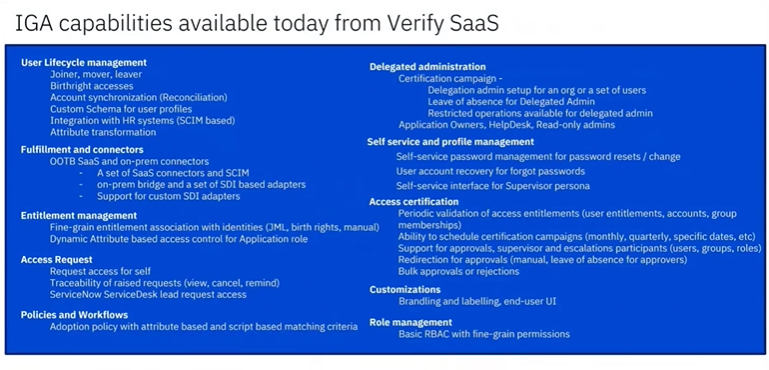 IGA capabilities available today from Verify SaaS
User Lifecycle management
Joiner, mover, leaver
Birthright accesses
Account synchronization (Reconciliation)
Custom Schema for user profiles
Integration with HR systems (SCIM based)
Attribute transformation
Fulfillment and connectors
OOTB SaaS and on-prem connectors
- A set of SaaS connectors and SCIM
- on-prem bridge and a set of SDI based adapters
- Support for custom SDI adapters
Entitlement management
Fine-grain entitlement association with identities (JML, birth rights, manual)
Dynamic Attribute based access control for Application role
Access Request
Request access for self
Traceability of raised requests (view, cancel, remind)
ServiceNow ServiceDesk lead request access
Policies and Workflows
Adoption policy with attribute based and script based matching criteria
Delegated administration
Certification campaign -
Delegation admin setup for an org or a set of users
Leave of absence for Delegated Admin
Restricted operations available for delegated admin
Application Owners, HelpDesk, Read-only admins
Self service and profile management
Self-service password management for password resets / change
User account recovery for forgot passwords
Self-service interface for Supervisor persona
Access certification
Periodic validation of access entitlements (user entitlements, accounts, group
memberships)
Ability to schedule certification campaigns (monthly, quarterly, specific dates, etc)
Support for approvals, supervisor and escalations participants (users, groups, roles)
Redirection for approvals (manual, leave of absence for approvers)
Bulk approvals or rejections
Customizations
Branding and labelling, end-user UI
Role management
Basic RBAC with fine-grain permissions